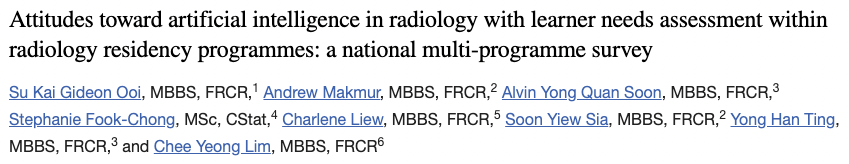 Attitudes toward artificial intelligence in radiology with learner needs assessment within
radiology residency programmes: a national multi-programme survey
Su Kai Gideon Ooi, MBBS, FRCR,1 Andrew Makmur, MBBS, FRCR,2 Alvin Yong Quan Soon, MBBS, FRCR,3
Stephanie Fook-Chong, MSc, CStat,4 Charlene Liew, MBBS, FRCR,5 Soon Yiew Sia, MBBS, FRCR,2 Yong Han Ting,
MBBS, FRCR,3 and Chee Yeong Lim, MBBS, FRCR6